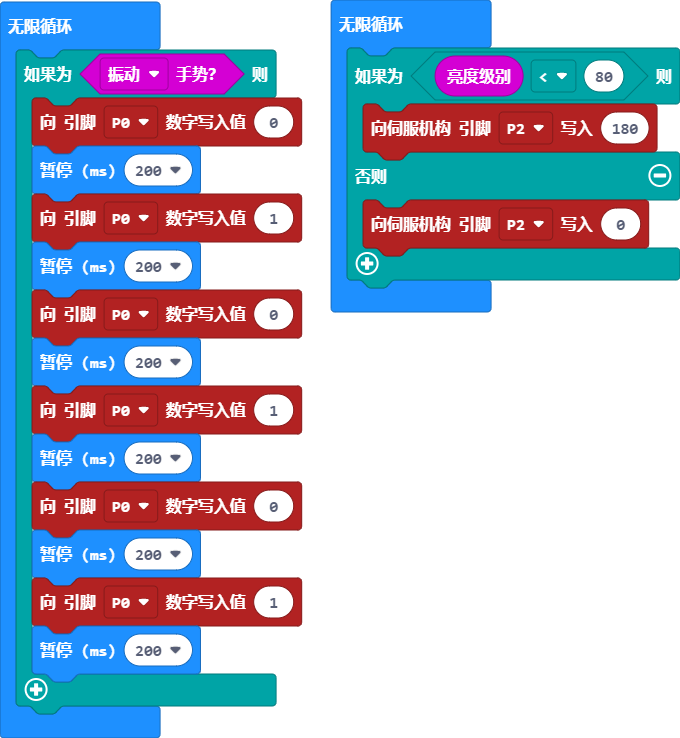 无限循环
如果为 振动 手势? 则
向 引脚 P0 数字写入值 0
暂停 (ms) 200
向 引脚 P0 数字写入值 1
暂停 (ms) 200
向 引脚 P0 数字写入值 0
暂停 (ms) 200
向 引脚 P0 数字写入值 1
暂停 (ms) 200
向 引脚 P0 数字写入值 0
暂停 (ms) 200
向 引脚 P0 数字写入值 1
暂停 (ms) 200
无限循环
如果为 亮度级别 < 80 则
向伺服机构 引脚 P2 写入 180
否则
向伺服机构 引脚 P2 写入 0